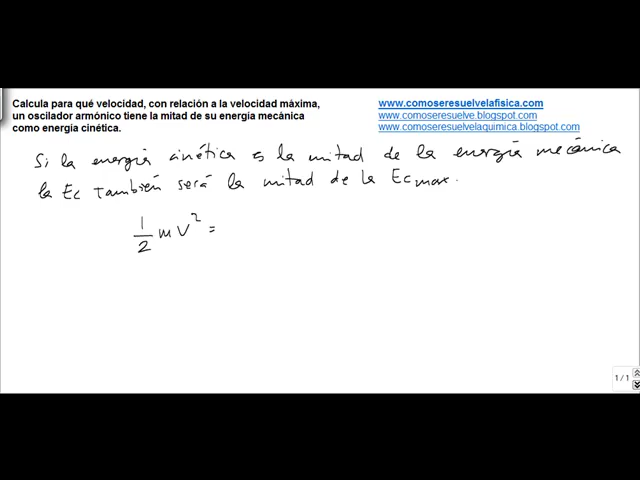 Calcula para qué velocidad, con relación a la velocidad máxima,
un oscilador armónico tiene la mitad de su energía mecánica
como energía cinética.
www.comoseresuelvelafisica.com
www.comoseresuelve.blogspot.com
www.comoseresuelvelaquimica.blogspot.com
Si la energía cinética es la mitad de la energía mecánica
la Ec También será la mitad de la Ec max.
1/2 m v² =
1 / 1